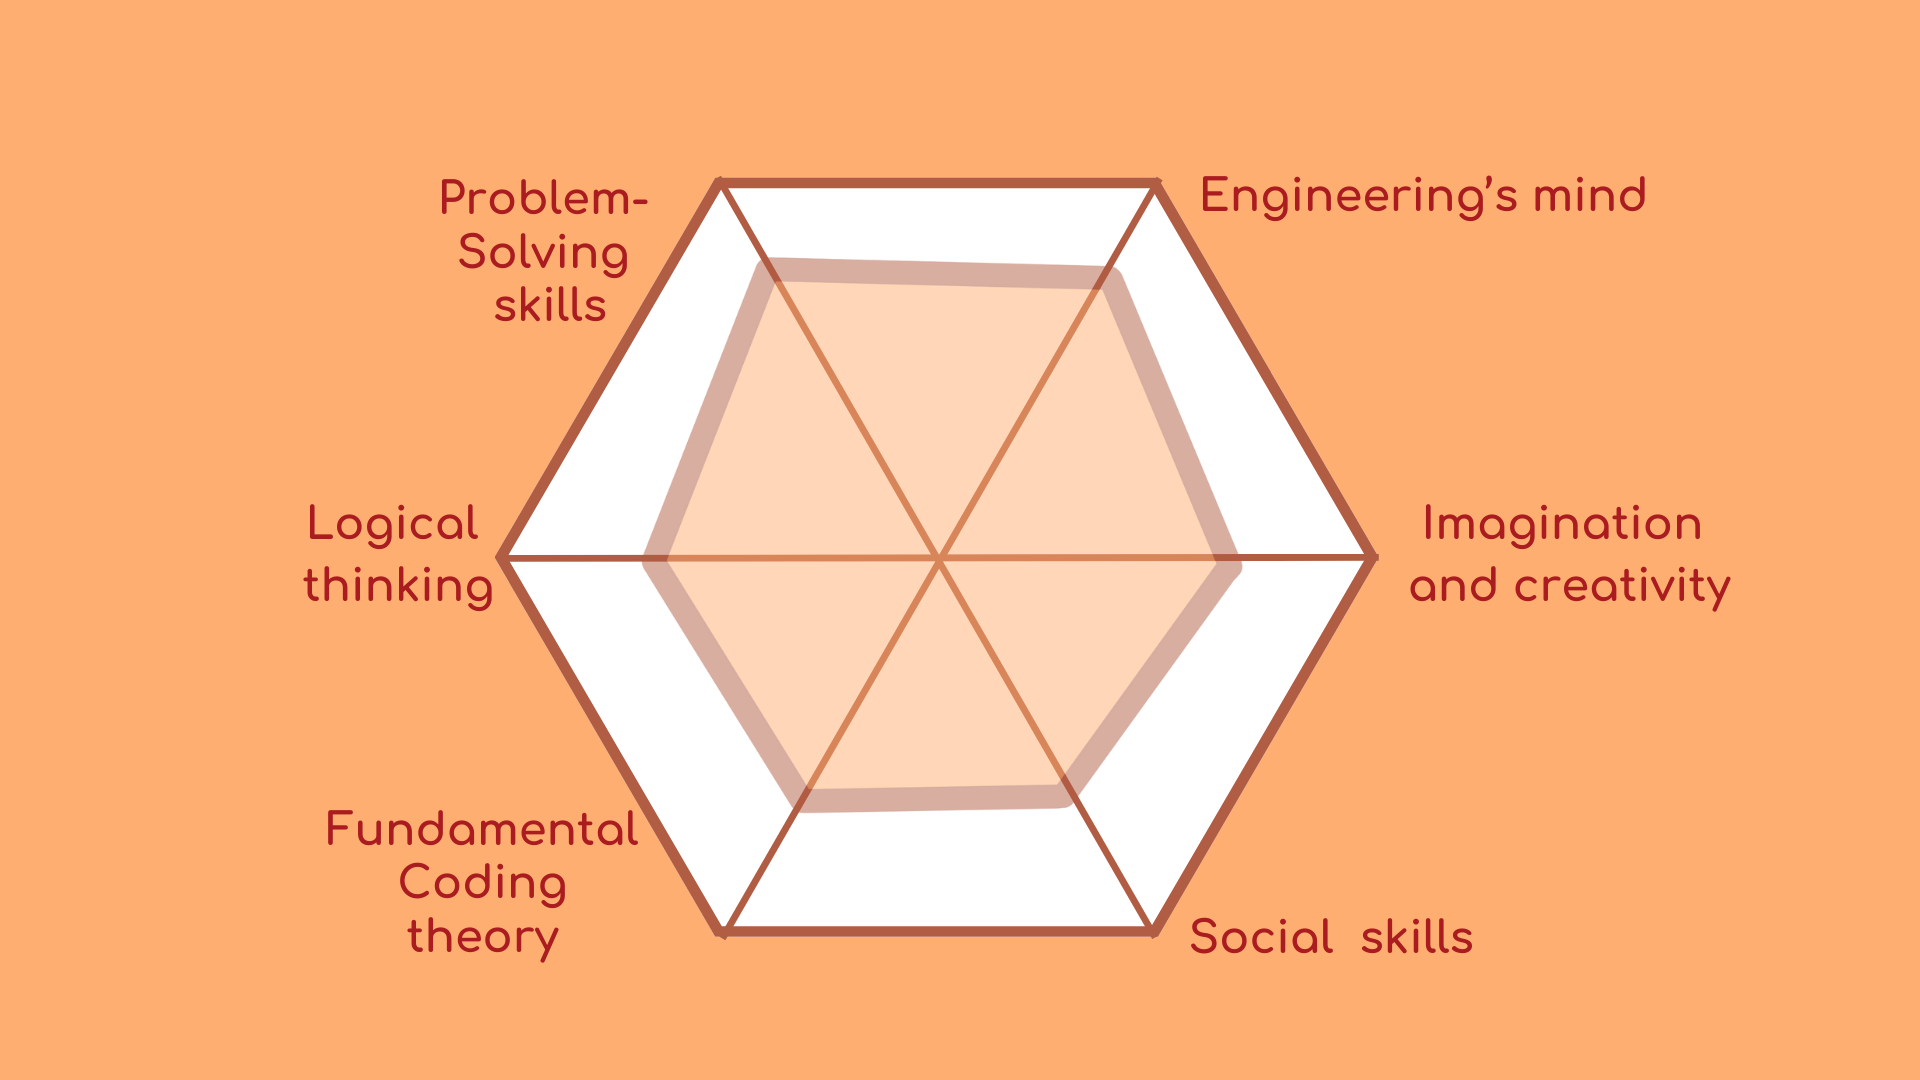 Problem-
Solving
skills
Engineering’s mind
Logical
thinking
Imagination
and creativity
Fundamental
Coding
theory
Social skills